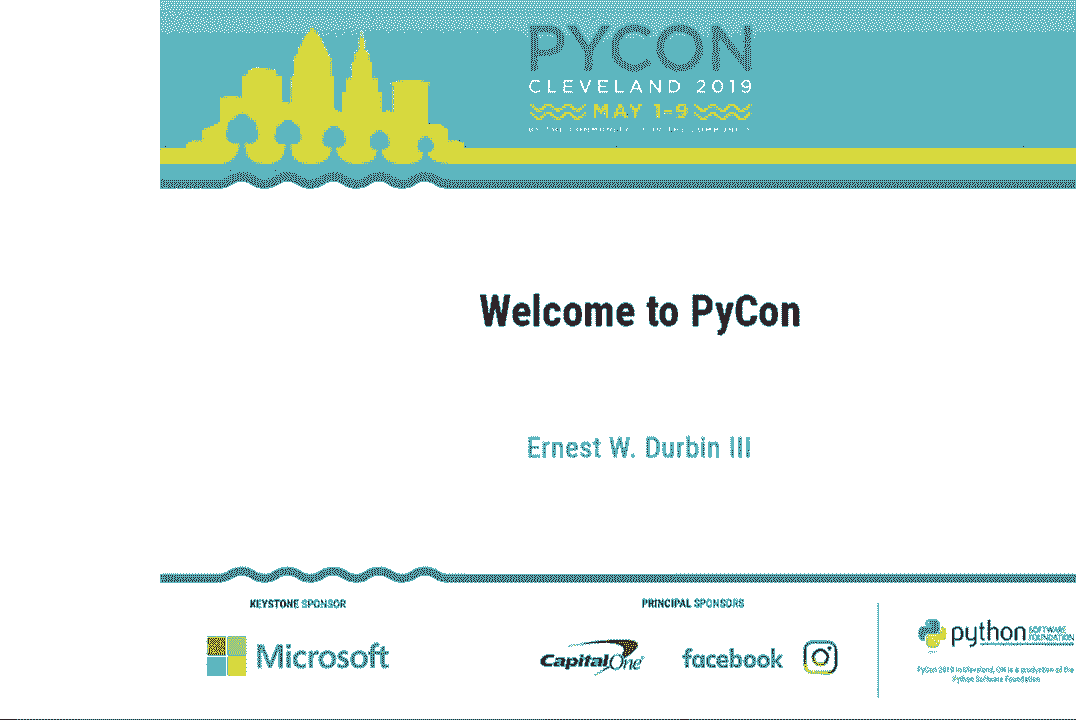 PYCON
CLEVELAND 2019
MAY 1-9
Welcome to PyCon
Ernest W. Durbin III
KEYSTONE SPONSOR
PRINCIPAL SPONSORS
Microsoft
Capital One
facebook
python
SOFTWARE
FOUNDATION
PyCon 2019 in Cleveland, OH is a production of the
Python Software Foundation